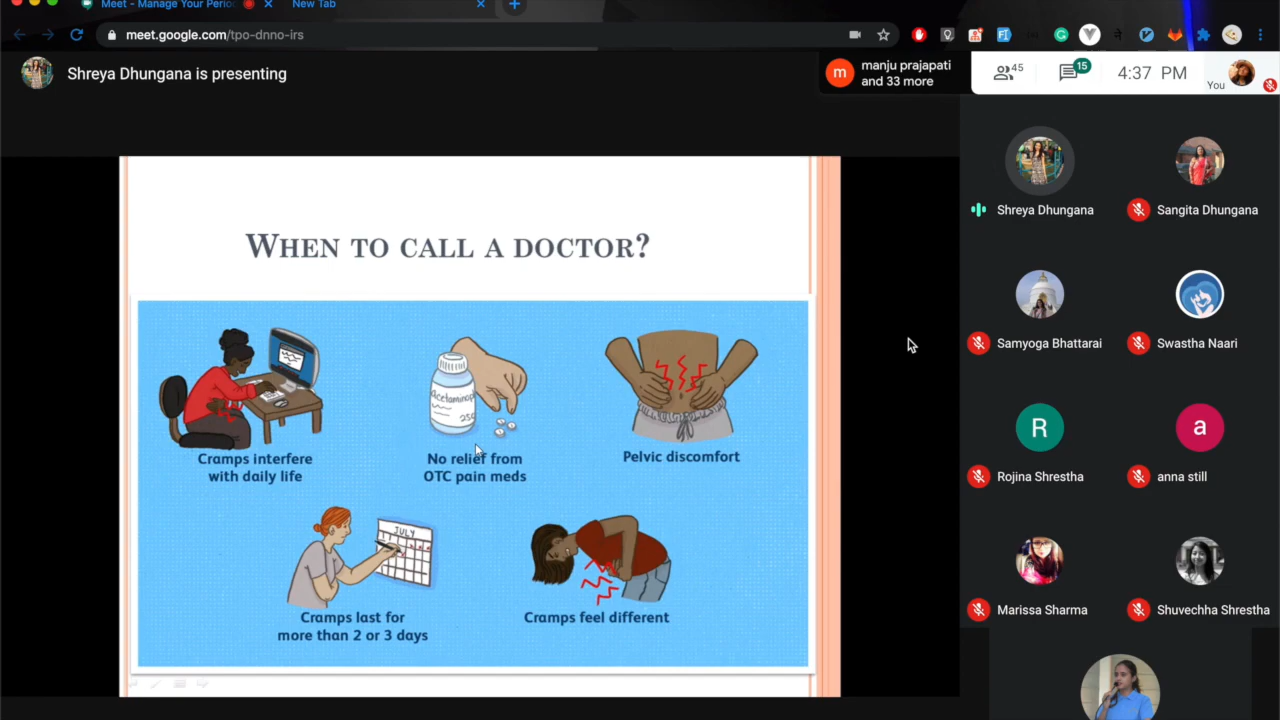 Meet - Manage Your Perio
New Tab
meet.google.com/tpo-dnno-irs
Shreya Dhungana is presenting
m
manju prajapati
and 33 more
45
15
4:37 PM
You
WHEN TO CALL A DOCTOR?
Acetaminop
250
Cramps interfere
with daily life
No relief from
OTC pain meds
Pelvic discomfort
JULY
Cramps last for
more than 2 or 3 days
Cramps feel different
Shreya Dhungana
Sangita Dhungana
Samyoga Bhattarai
Swastha Naari
R
a
Rojina Shrestha
anna still
Marissa Sharma
Shuvechha Shrestha